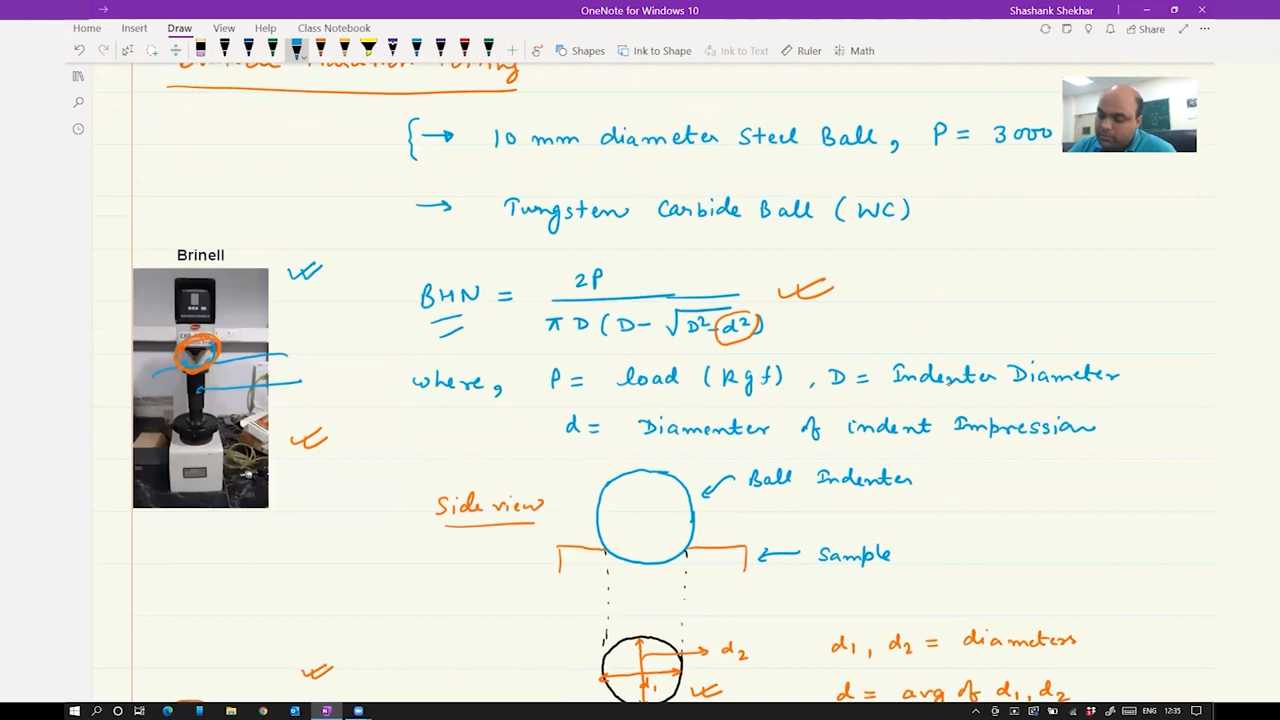 OneNote for Windows 10
Shashank Shekhar
Home Insert Draw View Help Class Notebook
Share
Shapes Ink to Shape Ink to Text Ruler Math
10 mm diameter Steel Ball, P = 3000
Tungsten Carbide Ball (WC)
Brinell
BHN = 2P
π D (D - √D²-d²)
where, P = load (Kgf), D = Indenter Diameter
d = Diamenter of indent Impression
Ball Indenter
Side view
Sample
d₁, d₂ = diameters
d₂
d₁
d = avg of d₁, d₂
ENG 12:35